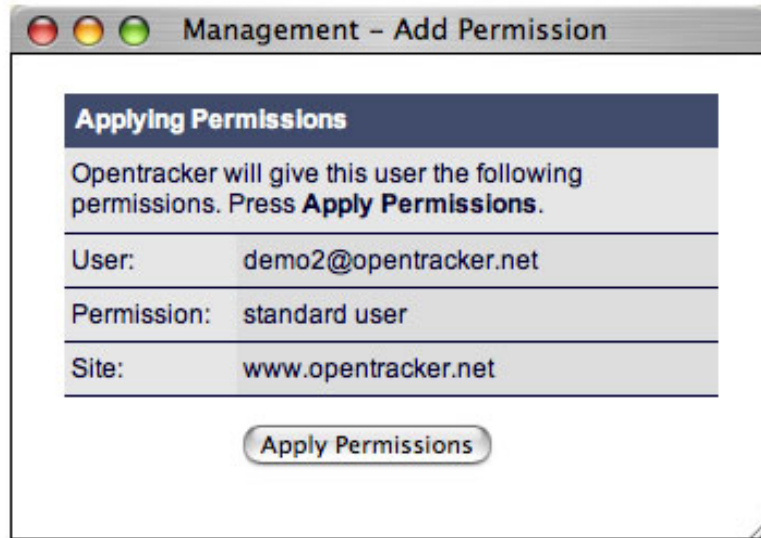 Management – Add Permission
Applying Permissions
Opentracker will give this user the following
permissions. Press Apply Permissions.
User: demo2@opentracker.net
Permission: standard user
Site: www.opentracker.net
Apply Permissions